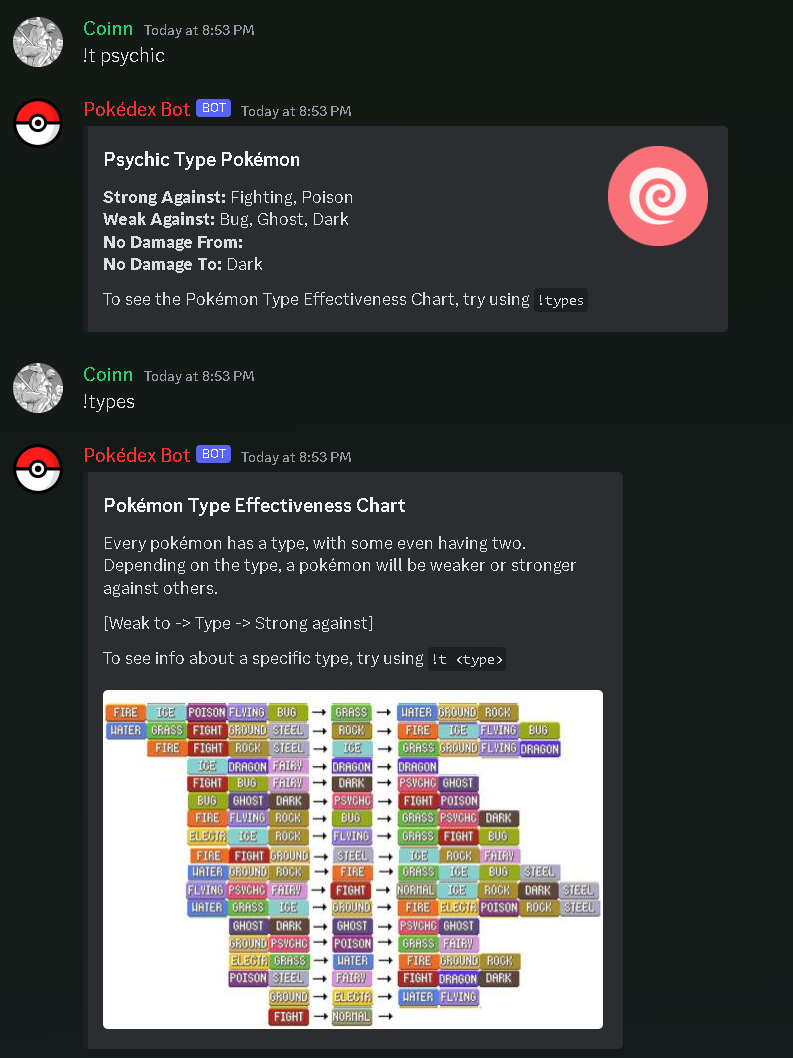 Coinn Today at 8:53 PM
!t psychic
Pokédex Bot BOT Today at 8:53 PM
Psychic Type Pokémon
Strong Against: Fighting, Poison
Weak Against: Bug, Ghost, Dark
No Damage From:
No Damage To: Dark
To see the Pokémon Type Effectiveness Chart, try using !types
Coinn Today at 8:53 PM
!types
Pokédex Bot BOT Today at 8:53 PM
Pokémon Type Effectiveness Chart
Every pokémon has a type, with some even having two.
Depending on the type, a pokémon will be weaker or stronger
against others.
[Weak to -> Type -> Strong against]
To see info about a specific type, try using !t <type>
FIRE ICE POISON FLYING BUG → GRASS → WATER GROUND ROCK
WATER GRASS FIGHT GROUND STEEL → ROCK → FIRE ICE FLYING BUG
FIRE FIGHT ROCK STEEL → ICE → GRASS GROUND FLYING DRAGON
ICE DRAGON FAIRY → DRAGON → DRAGON
FIGHT BUG FAIRY → DARK → PSYCHC GHOST
BUG GHOST DARK → PSYCHC → FIGHT POISON
FIRE FLYING ROCK → BUG → GRASS PSYCHC DARK
ELECTR ICE ROCK → FLYING → GRASS FIGHT BUG
FIRE FIGHT GROUND → STEEL → ICE ROCK FAIRY
WATER GROUND ROCK → FIRE → GRASS ICE BUG STEEL
FLYING PSYCHC FAIRY → FIGHT → NORMAL ICE ROCK DARK STEEL
WATER GRASS ICE → GROUND → FIRE ELECTR POISON ROCK STEEL
GHOST DARK → GHOST → PSYCHC GHOST
GROUND PSYCHC → POISON → GRASS FAIRY
ELECTR GRASS → WATER → FIRE GROUND ROCK
POISON STEEL → FAIRY → FIGHT DRAGON DARK
GROUND → ELECTR → WATER FLYING
FIGHT → NORMAL →